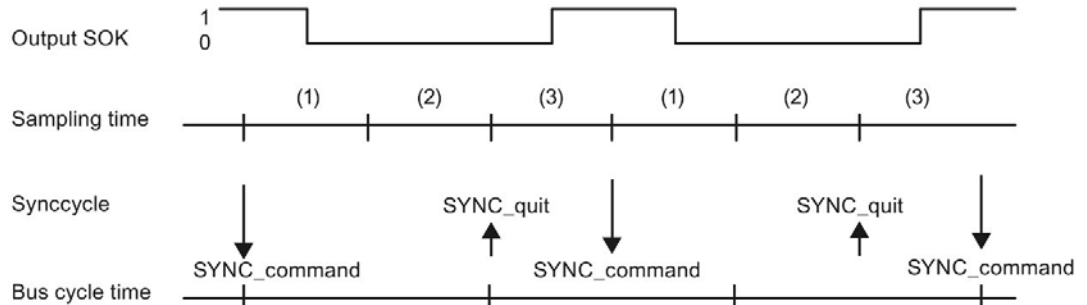 1
Output SOK
0
(1) (2) (3) (1) (2) (3)
Sampling time
Synccycle
SYNC_quit SYNC_quit
SYNC_command SYNC_command SYNC_command
Bus cycle time